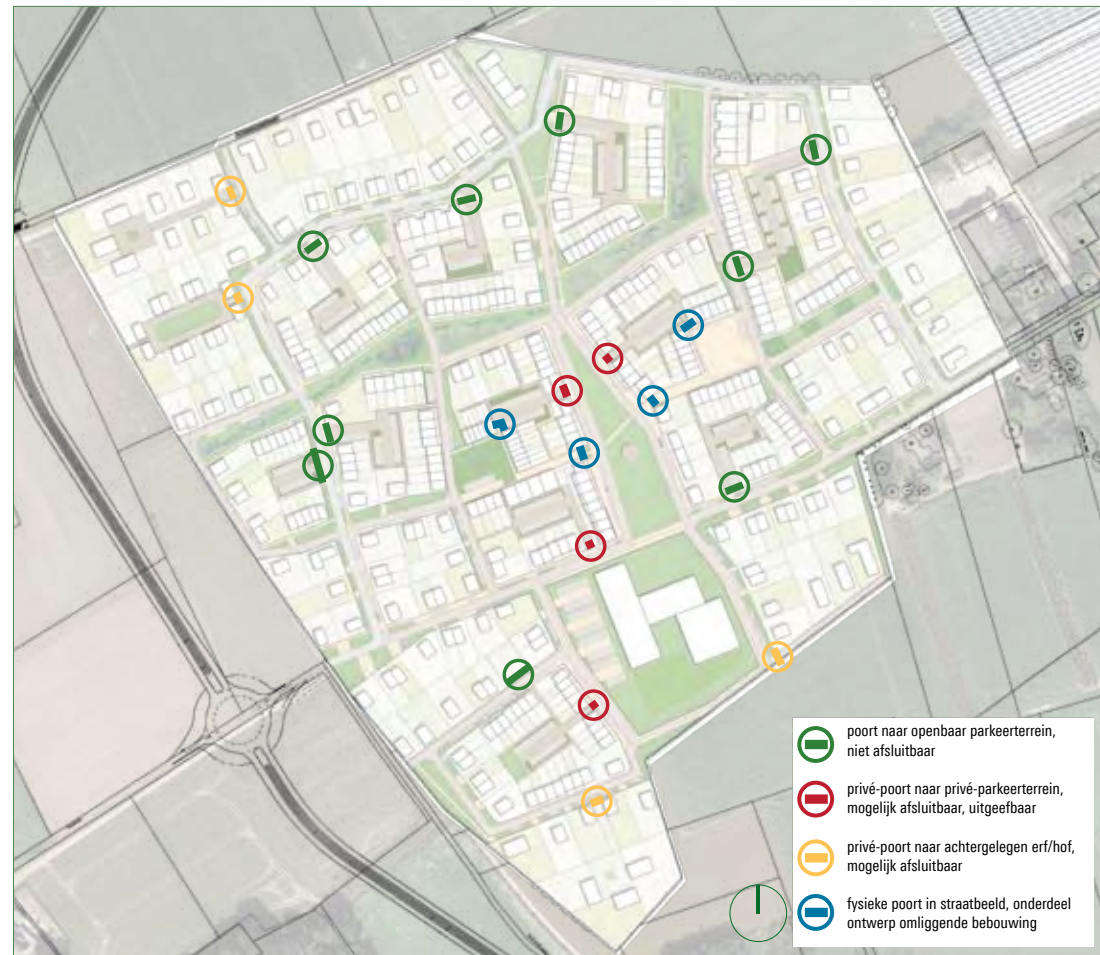 poort naar openbaar parkeerterrein,
niet afsluitbaar
privé-poort naar privé-parkeerterrein,
mogelijk afsluitbaar, uitgeefbaar
privé-poort naar achtergelegen erf/hof,
mogelijk afsluitbaar
fysieke poort in straatbeeld, onderdeel
ontwerp omliggende bebouwing